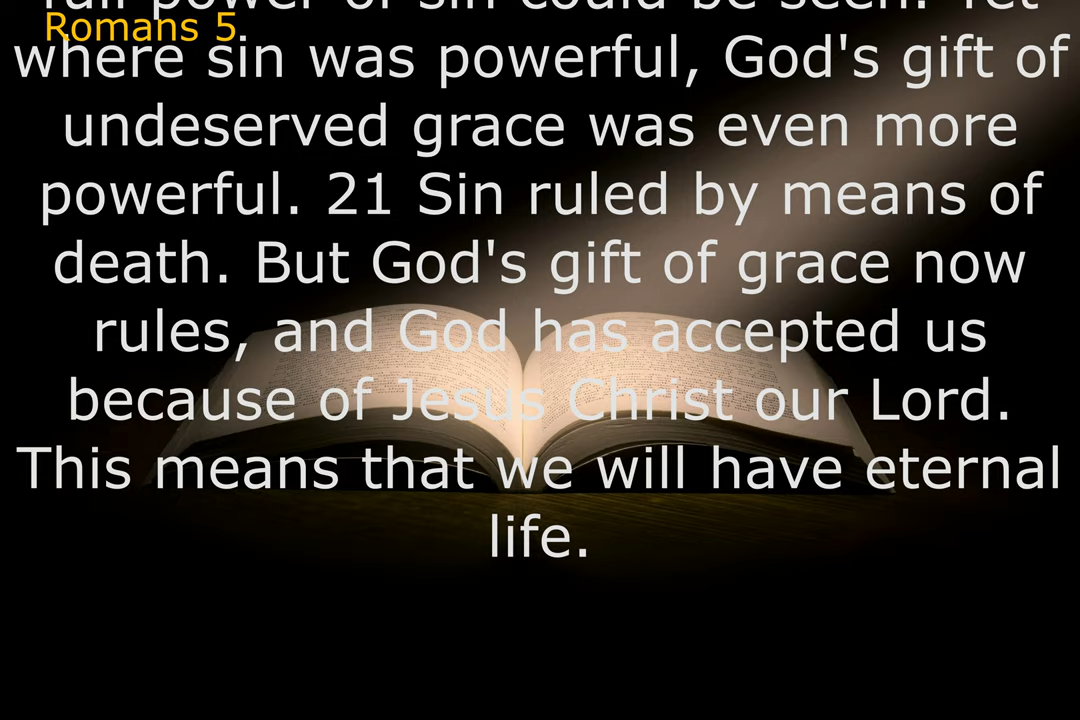 full power of sin could be seen. Yet
Romans 5
where sin was powerful, God's gift of
undeserved grace was even more
powerful. 21 Sin ruled by means of
death. But God's gift of grace now
rules, and God has accepted us
because of Jesus Christ our Lord.
This means that we will have eternal
life.